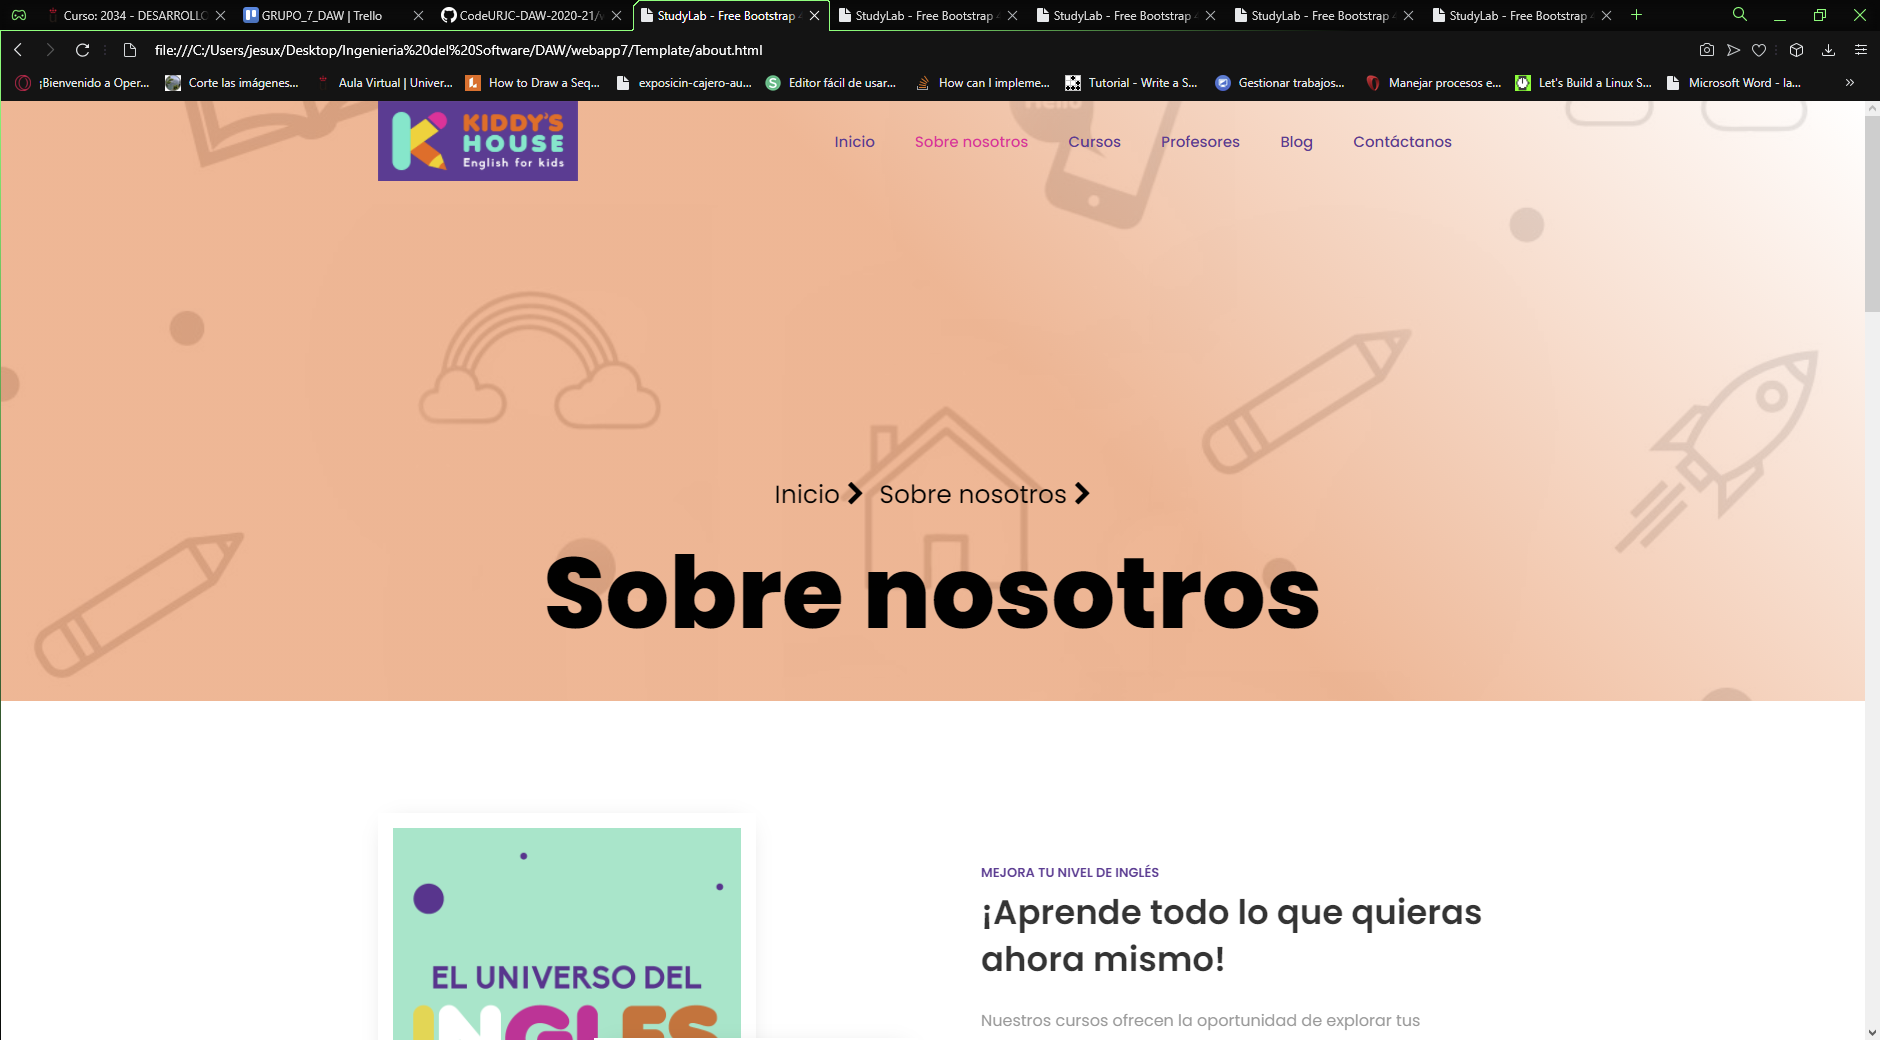 Curso: 2034 - DESARROLLO
GRUPO_7_DAW | Trello
CodeURJC-DAW-2020-21/
StudyLab - Free Bootstrap
StudyLab - Free Bootstrap
StudyLab - Free Bootstrap
StudyLab - Free Bootstrap
StudyLab - Free Bootstrap
file:///C:/Users/jesux/Desktop/Ingenieria%20del%20Software/DAW/webapp7/Template/about.html
¡Bienvenido a Oper...
Corte las imágenes...
Aula Virtual | Univer...
How to Draw a Seq...
exposicin-cajero-au...
Editor fácil de usar...
How can I impleme...
Tutorial - Write a S...
Gestionar trabajos...
Manejar procesos e...
Let's Build a Linux S...
Microsoft Word - la...
Hello
KIDDY'S
HOUSE
English for kids
Inicio
Sobre nosotros
Cursos
Profesores
Blog
Contáctanos
Inicio Sobre nosotros
Sobre nosotros
EL UNIVERSO DEL
INGLES
MEJORA TU NIVEL DE INGLÉS
¡Aprende todo lo que quieras
ahora mismo!
Nuestros cursos ofrecen la oportunidad de explorar tus